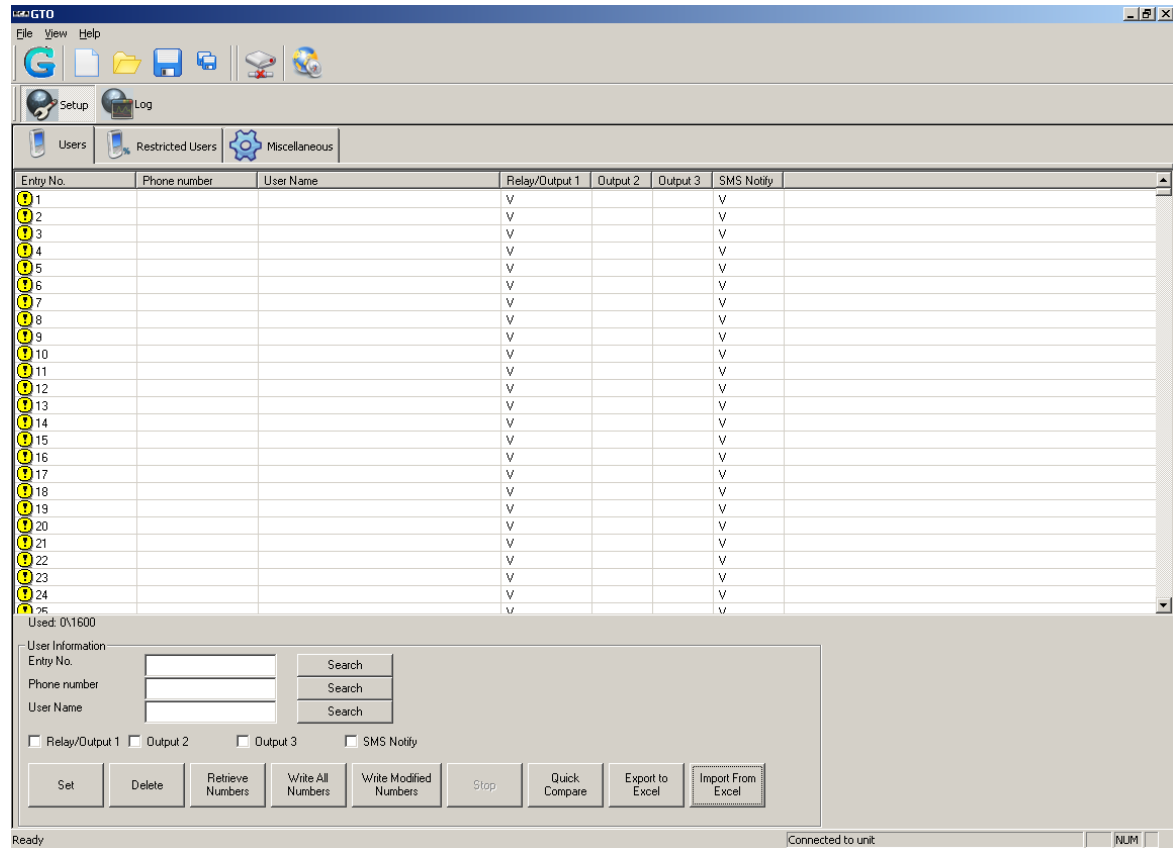 GTO
File View Help
Setup Log
Users Restricted Users Miscellaneous
Entry No. Phone number User Name Relay/Output 1 Output 2 Output 3 SMS Notify
1 V V
2 V V
3 V V
4 V V
5 V V
6 V V
7 V V
8 V V
9 V V
10 V V
11 V V
12 V V
13 V V
14 V V
15 V V
16 V V
17 V V
18 V V
19 V V
20 V V
21 V V
22 V V
23 V V
24 V V
25 V V
Used: 0\1600
User Information
Entry No. Search
Phone number Search
User Name Search
Relay/Output 1 Output 2 Output 3 SMS Notify
Set Delete Retrieve Numbers Write All Numbers Write Modified Numbers Stop Quick Compare Export to Excel Import From Excel
Ready Connected to unit NUM